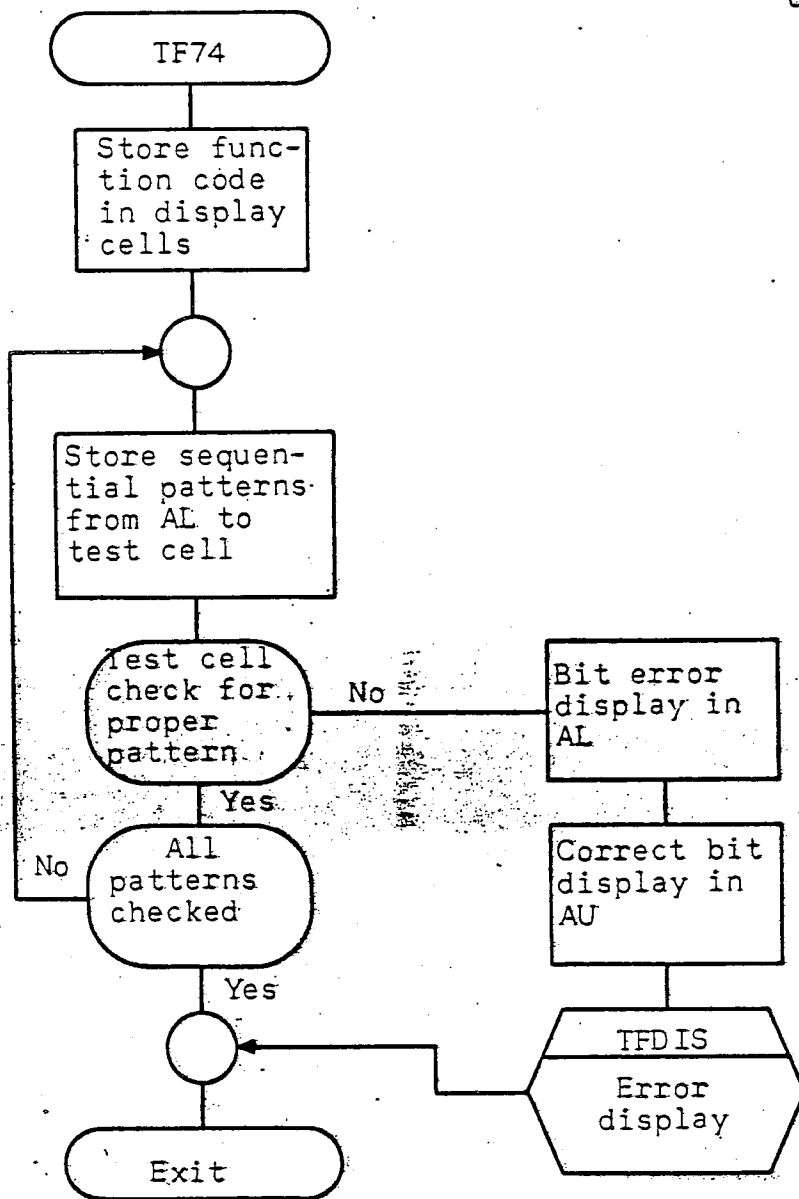 TF74
Store func-
tion code
in display
cells
Store sequen-
tial patterns
from AL to
test cell
Test cell
check for
proper
pattern
No
Yes
Bit error
display in
AL
Correct bit
display in
AU
All
patterns
checked
No
Yes
TFDIS
Error
display
Exit